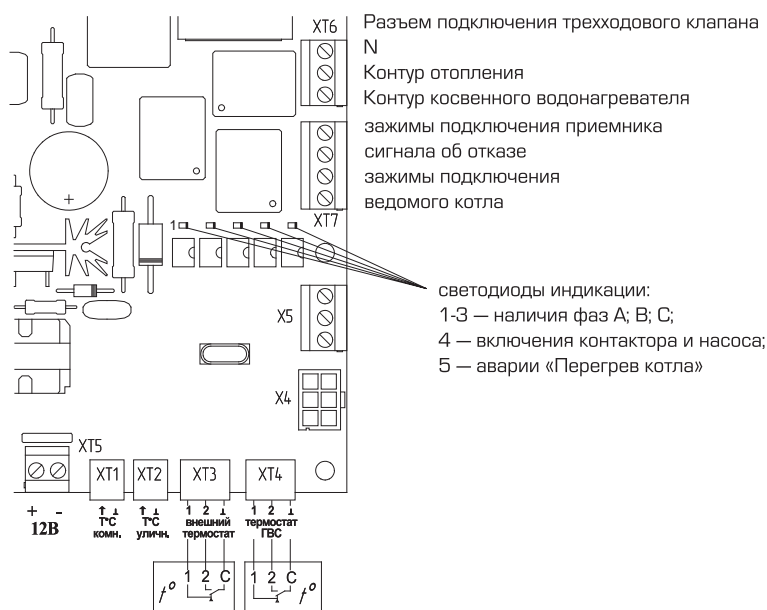 XT6
Разъем подключения трехходового клапана
N
Контур отопления
Контур косвенного водонагревателя
зажимы подключения приемника
сигнала об отказе
зажимы подключения
ведомого котла
XT7
+
1
светодиоды индикации:
1-3 — наличия фаз А; В; С;
4 — включения контактора и насоса;
5 — аварии «Перегрев котла»
X5
X4
XT5
XT1 XT2 XT3 XT4
+ -
12В
T°C
комн.
T°C
уличн.
1 2
внешний
термостат
1 2
термостат
ГВС
1 2 C
t°
1 2 C
t°